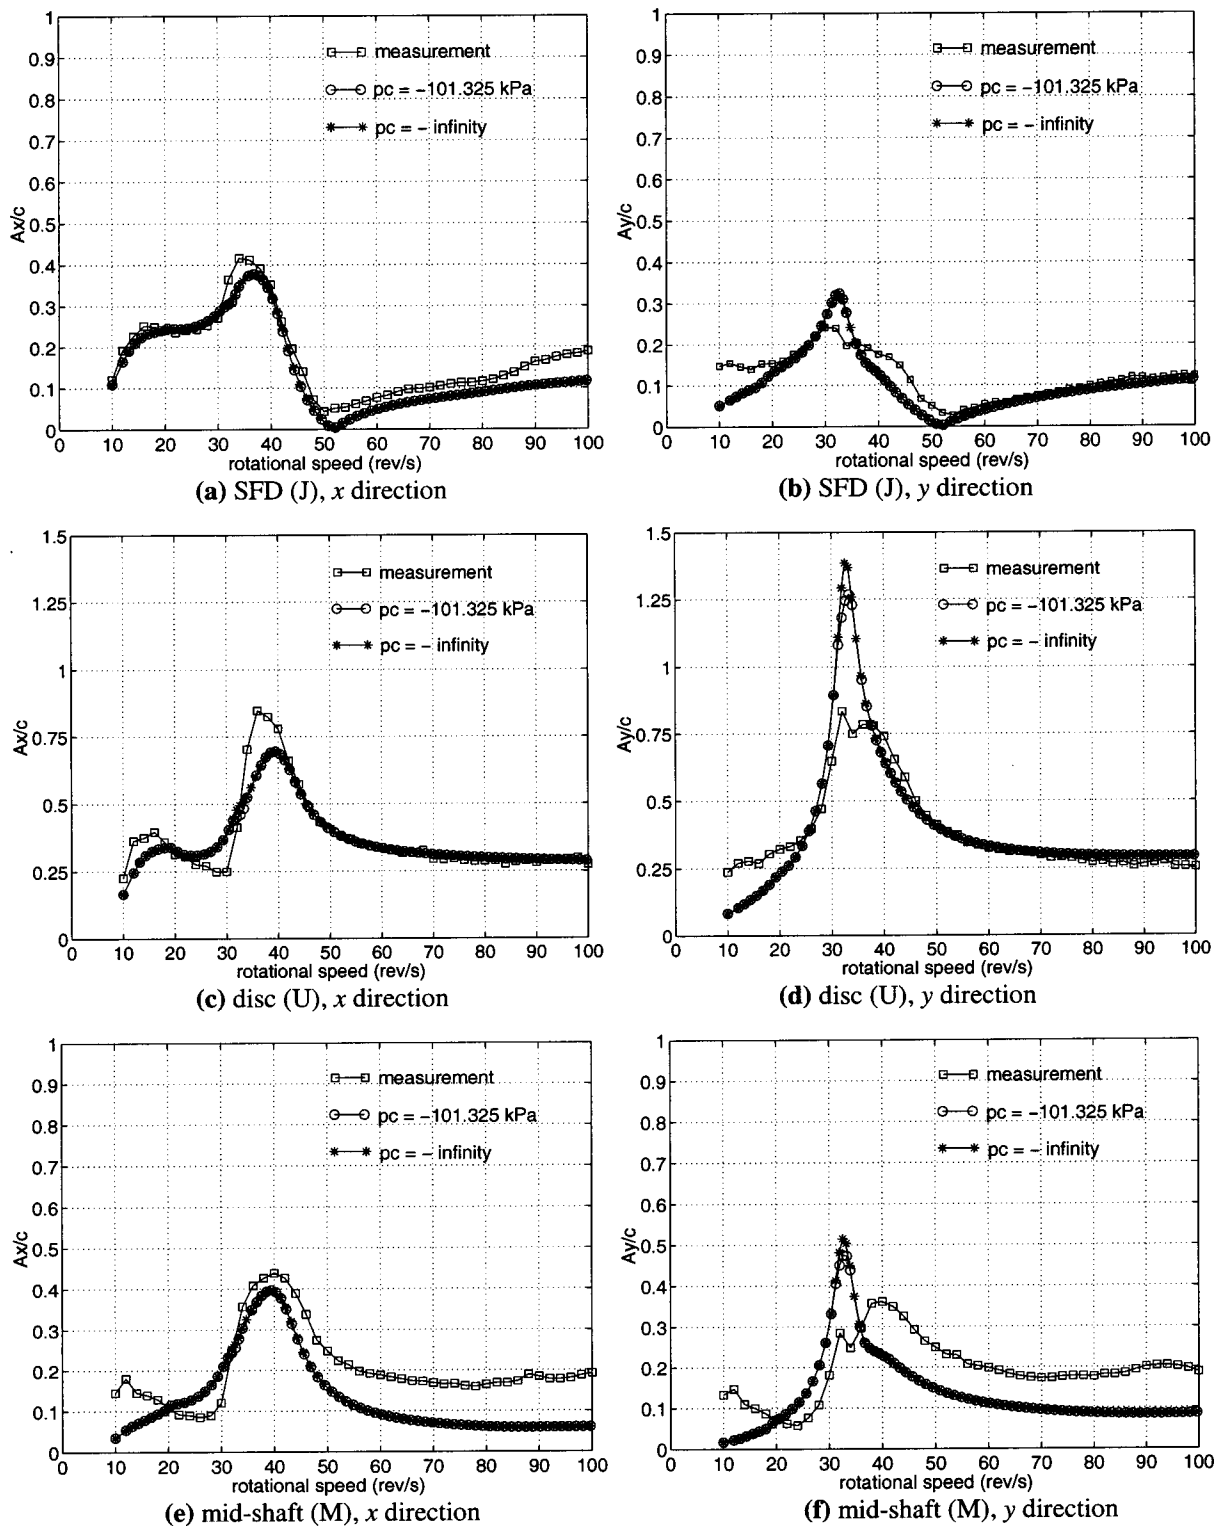 1
0.9
0.8
0.7
0.6
0.5
0.4
0.3
0.2
0.1
0
Ax/c
measurement
pc = −101.325 kPa
pc = − infinity
0 10 20 30 40 50 60 70 80 90 100
rotational speed (rev/s)
(a) SFD (J), x direction
1
0.9
0.8
0.7
0.6
0.5
0.4
0.3
0.2
0.1
0
Ay/c
measurement
pc = −101.325 kPa
pc = − infinity
0 10 20 30 40 50 60 70 80 90 100
rotational speed (rev/s)
(b) SFD (J), y direction
1.5
1.25
1
0.75
0.5
0.25
0
Ax/c
measurement
pc = −101.325 kPa
pc = − infinity
0 10 20 30 40 50 60 70 80 90 100
rotational speed (rev/s)
(c) disc (U), x direction
1.5
1.25
1
0.75
0.5
0.25
0
Ay/c
measurement
pc = −101.325 kPa
pc = − infinity
0 10 20 30 40 50 60 70 80 90 100
rotational speed (rev/s)
(d) disc (U), y direction
1
0.9
0.8
0.7
0.6
0.5
0.4
0.3
0.2
0.1
0
Ax/c
measurement
pc = −101.325 kPa
pc = − infinity
0 10 20 30 40 50 60 70 80 90 100
rotational speed (rev/s)
(e) mid-shaft (M), x direction
1
0.9
0.8
0.7
0.6
0.5
0.4
0.3
0.2
0.1
0
Ay/c
measurement
pc = −101.325 kPa
pc = − infinity
0 10 20 30 40 50 60 70 80 90 100
rotational speed (rev/s)
(f) mid-shaft (M), y direction